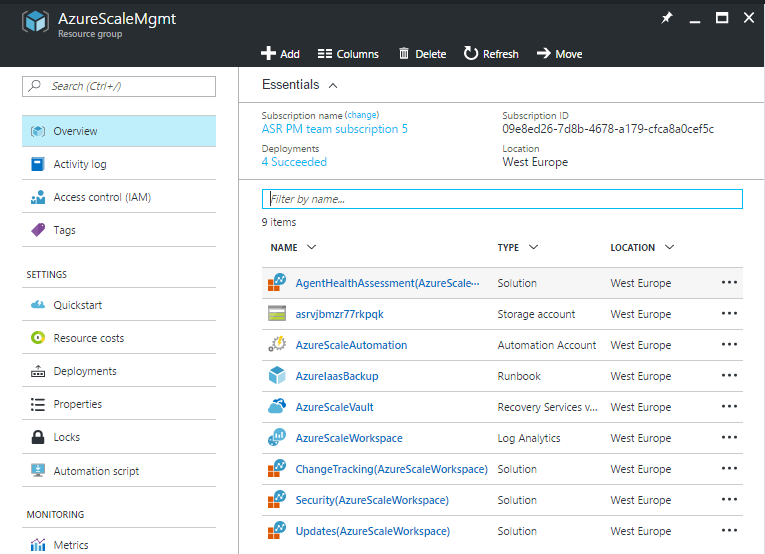 AzureScaleMgmt
Resource group
Add Columns Delete Refresh Move
Search (Ctrl+/)
Overview
Activity log
Access control (IAM)
Tags
SETTINGS
Quickstart
Resource costs
Deployments
Properties
Locks
Automation script
MONITORING
Metrics
Essentials
Subscription name (change)
ASR PM team subscription 5
Deployments
4 Succeeded
Subscription ID
09e8ed26-7d8b-4678-a179-cfca8a0cef5c
Location
West Europe
Filter by name...
9 items
NAME TYPE LOCATION
AgentHealthAssessment(AzureScale··· Solution West Europe
asrvjbmzr77rkpqk Storage account West Europe
AzureScaleAutomation Automation Account West Europe
AzureIaasBackup Runbook West Europe
AzureScaleVault Recovery Services v... West Europe
AzureScaleWorkspace Log Analytics West Europe
ChangeTracking(AzureScaleWorkspace) Solution West Europe
Security(AzureScaleWorkspace) Solution West Europe
Updates(AzureScaleWorkspace) Solution West Europe